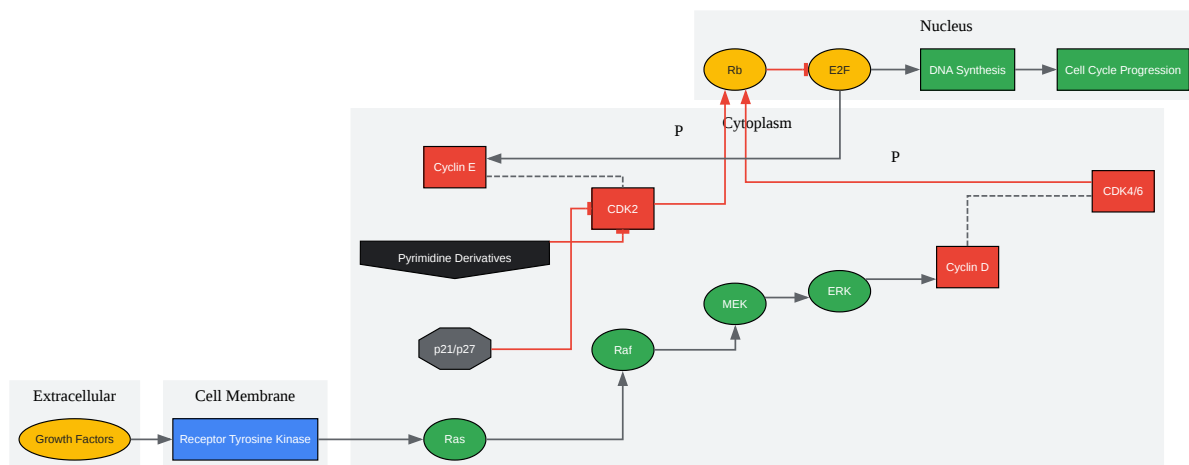 Nucleus
Rb
E2F
DNA Synthesis
Cell Cycle Progression
Cytoplasm
P
P
Cyclin E
CDK4/6
CDK2
Pyrimidine Derivatives
Cyclin D
ERK
MEK
p21/p27
Raf
Extracellular
Cell Membrane
Growth Factors
Receptor Tyrosine Kinase
Ras